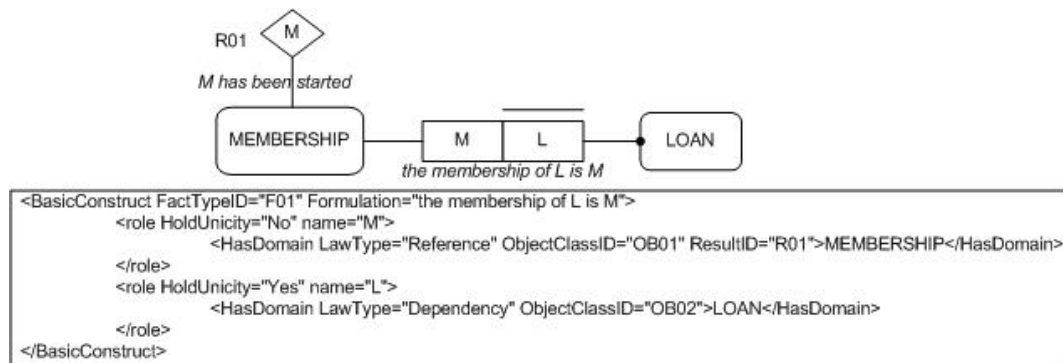 M
R01
M has been started
MEMBERSHIP
M
L
LOAN
the membership of L is M
<BasicConstruct FactTypeID="F01" Formulation="the membership of L is M">
<role HoldUnicity="No" name="M">
<HasDomain LawType="Reference" ObjectClassID="OB01" ResultID="R01">MEMBERSHIP</HasDomain>
</role>
<role HoldUnicity="Yes" name="L">
<HasDomain LawType="Dependency" ObjectClassID="OB02">LOAN</HasDomain>
</role>
</BasicConstruct>